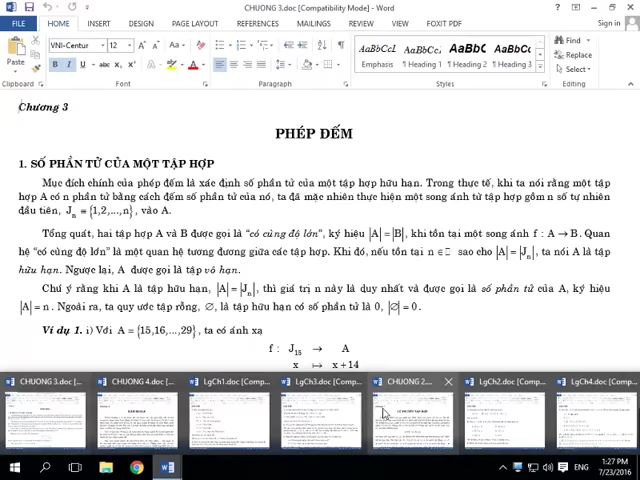 CHUONG 3.doc [Compatibility Mode] - Word
FILE HOME INSERT DESIGN PAGE LAYOUT REFERENCES MAILINGS REVIEW VIEW FOXIT PDF Sign in
Paste
VNI-Centur 12
B I U
AaBbCcL AaBbCc. AaBbC AaBbCcL
Emphasis ¶ Heading 1 ¶ Heading 2 ¶ Heading 3
Find
Replace
Select
Clipboard Font Paragraph Styles Editing
Chương 3
PHÉP ĐẾM
1. SỐ PHẦN TỬ CỦA MỘT TẬP HỢP
Mục đích chính của phép đếm là xác định số phần tử của một tập hợp hữu hạn. Trong thực tế, khi ta nói rằng một tập
hợp A có n phần tử bằng cách đếm số phần tử của nó, ta đã mặc nhiên thực hiện một song ánh từ tập hợp gồm n số tự nhiên
đầu tiên, Jn ≡ {1,2,...,n}, vào A.
Tổng quát, hai tập hợp A và B được gọi là “có cùng độ lớn”, ký hiệu |A| = |B|, khi tồn tại một song ánh f : A → B. Quan
hệ “có cùng độ lớn” là một quan hệ tương đương giữa các tập hợp. Khi đó, nếu tồn tại n ∈ sao cho |A| = |Jn|, ta nói A là tập
hữu hạn. Ngược lại, A được gọi là tập vô hạn.
Chú ý rằng khi A là tập hữu hạn, |A| = |Jn|, thì giá trị n này là duy nhất và được gọi là số phần tử của A, ký hiệu
|A| = n. Ngoài ra, ta quy ước tập rỗng, ∅, là tập hữu hạn có số phần tử là 0, |∅| = 0.
Ví dụ 1. i) Với A = {15,16,...,29}, ta có ánh xạ
f : J15 → A
x ↦ x + 14
CHUONG 3.doc [... CHUONG 4.doc [... LgCh1.doc [Comp... LgCh3.doc [Comp... CHUONG 2.... LgCh2.doc [Comp... LgCh4.doc [Comp...
ENG
1:27 PM
7/23/2016